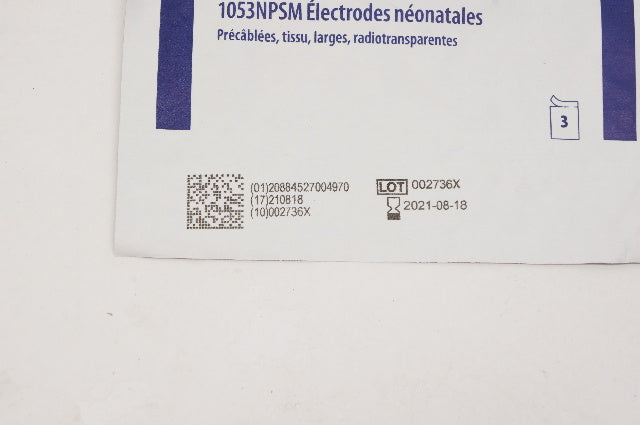 1053NPSM Électrodes néonatales
Précâblées, tissu, larges, radiotransparentes
3
(01)20884527004970
(17)210818
(10)002736X
LOT 002736X
2021-08-18